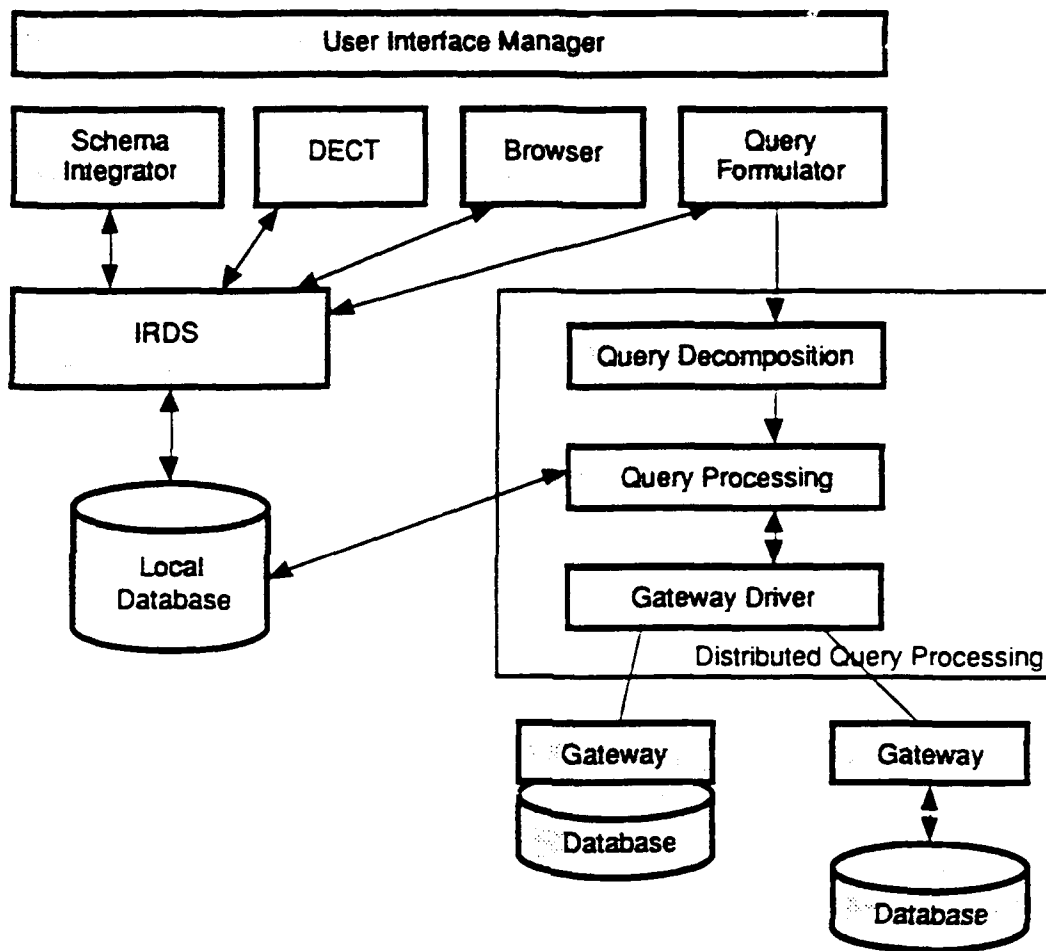 User Interface Manager
Schema
Integrator
DECT
Browser
Query
Formulator
IRDS
Query Decomposition
Query Processing
Local
Database
Gateway Driver
Distributed Query Processing
Gateway
Gateway
Database
Database